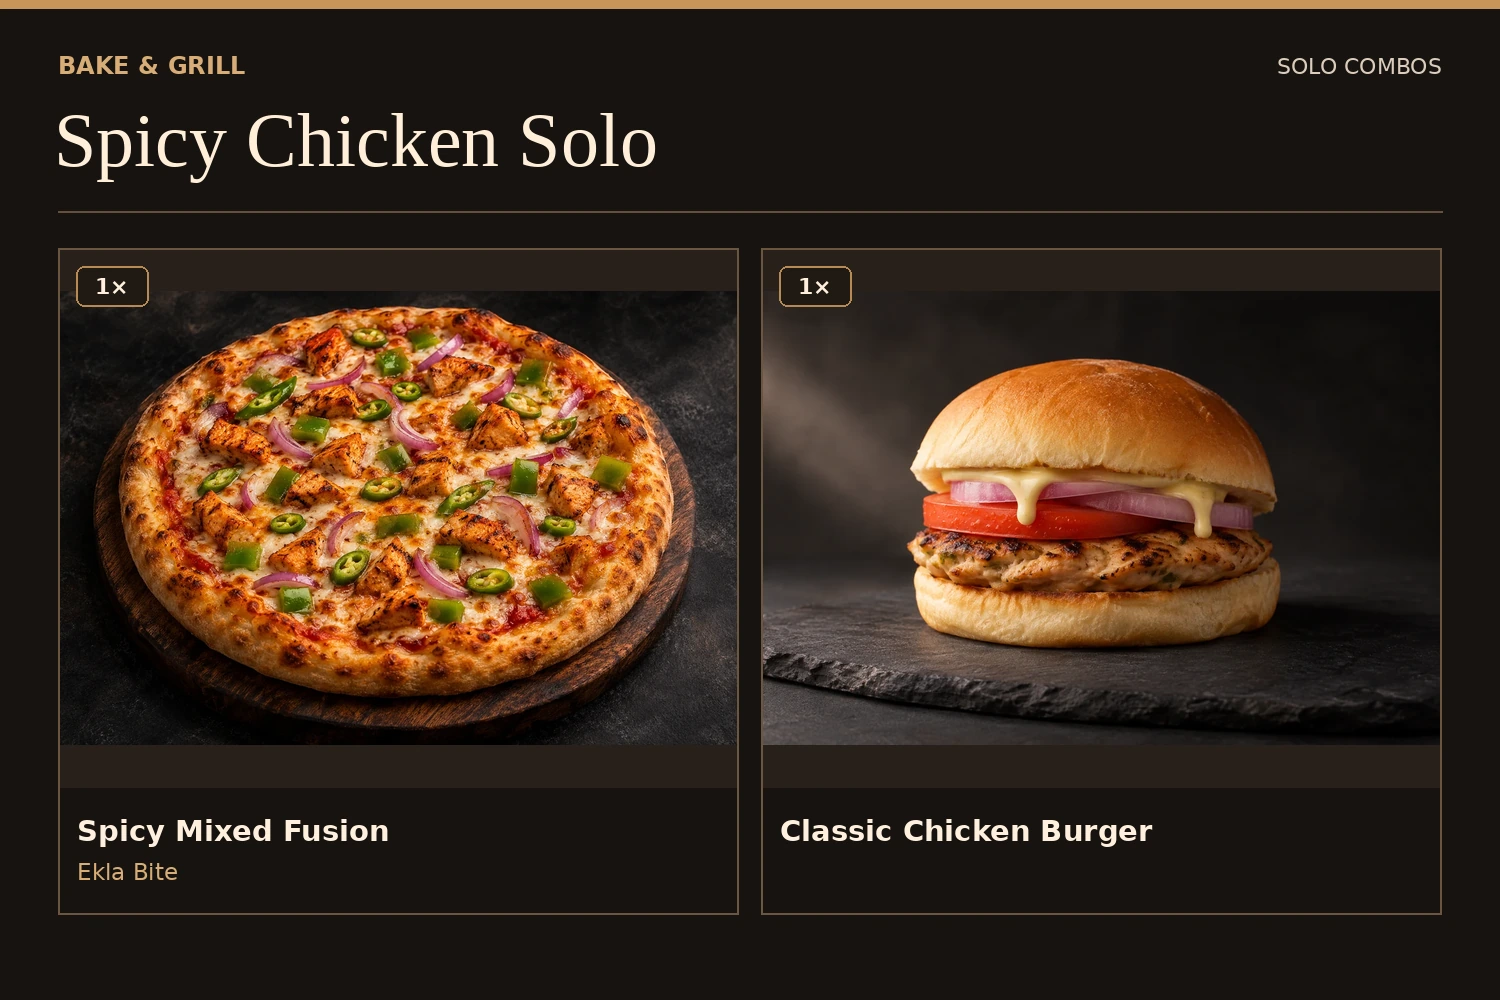 BAKE & GRILL
SOLO COMBOS
Spicy Chicken Solo
1×
1×
Spicy Mixed Fusion
Ekla Bite
Classic Chicken Burger